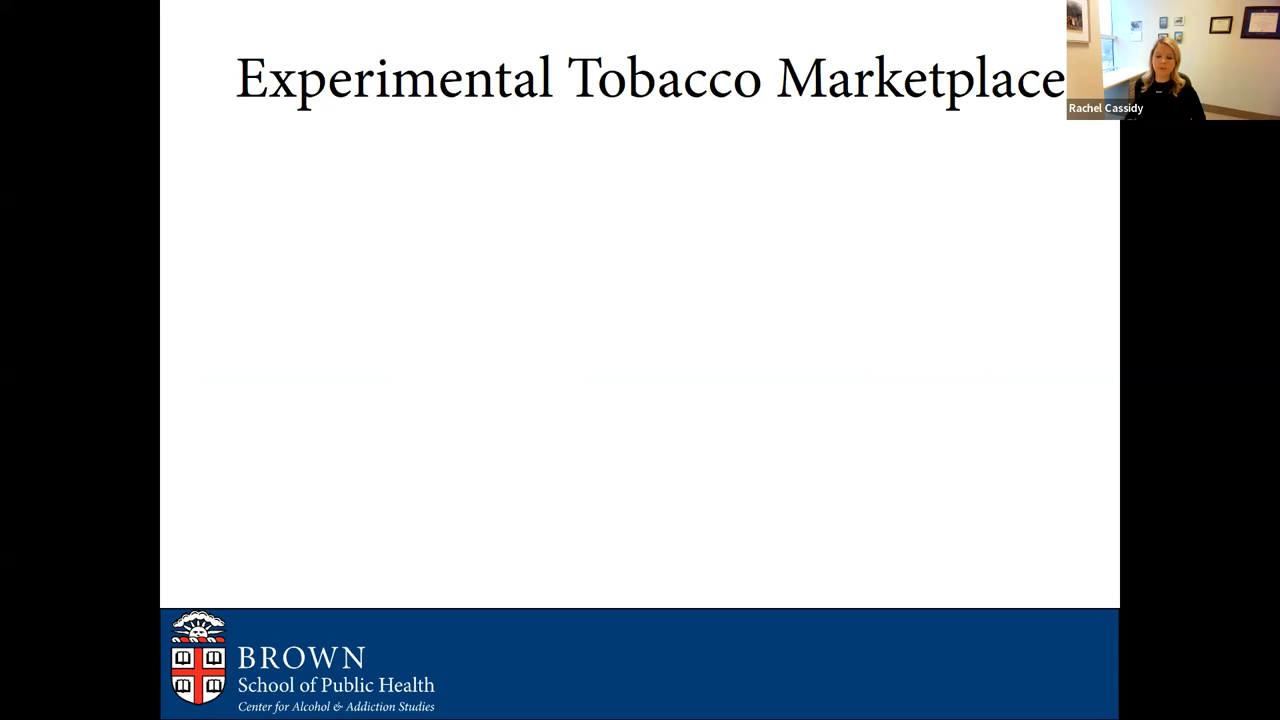 Experimental Tobacco Marketplace
Rachel Cassidy
BROWN
School of Public Health
Center for Alcohol & Addiction Studies